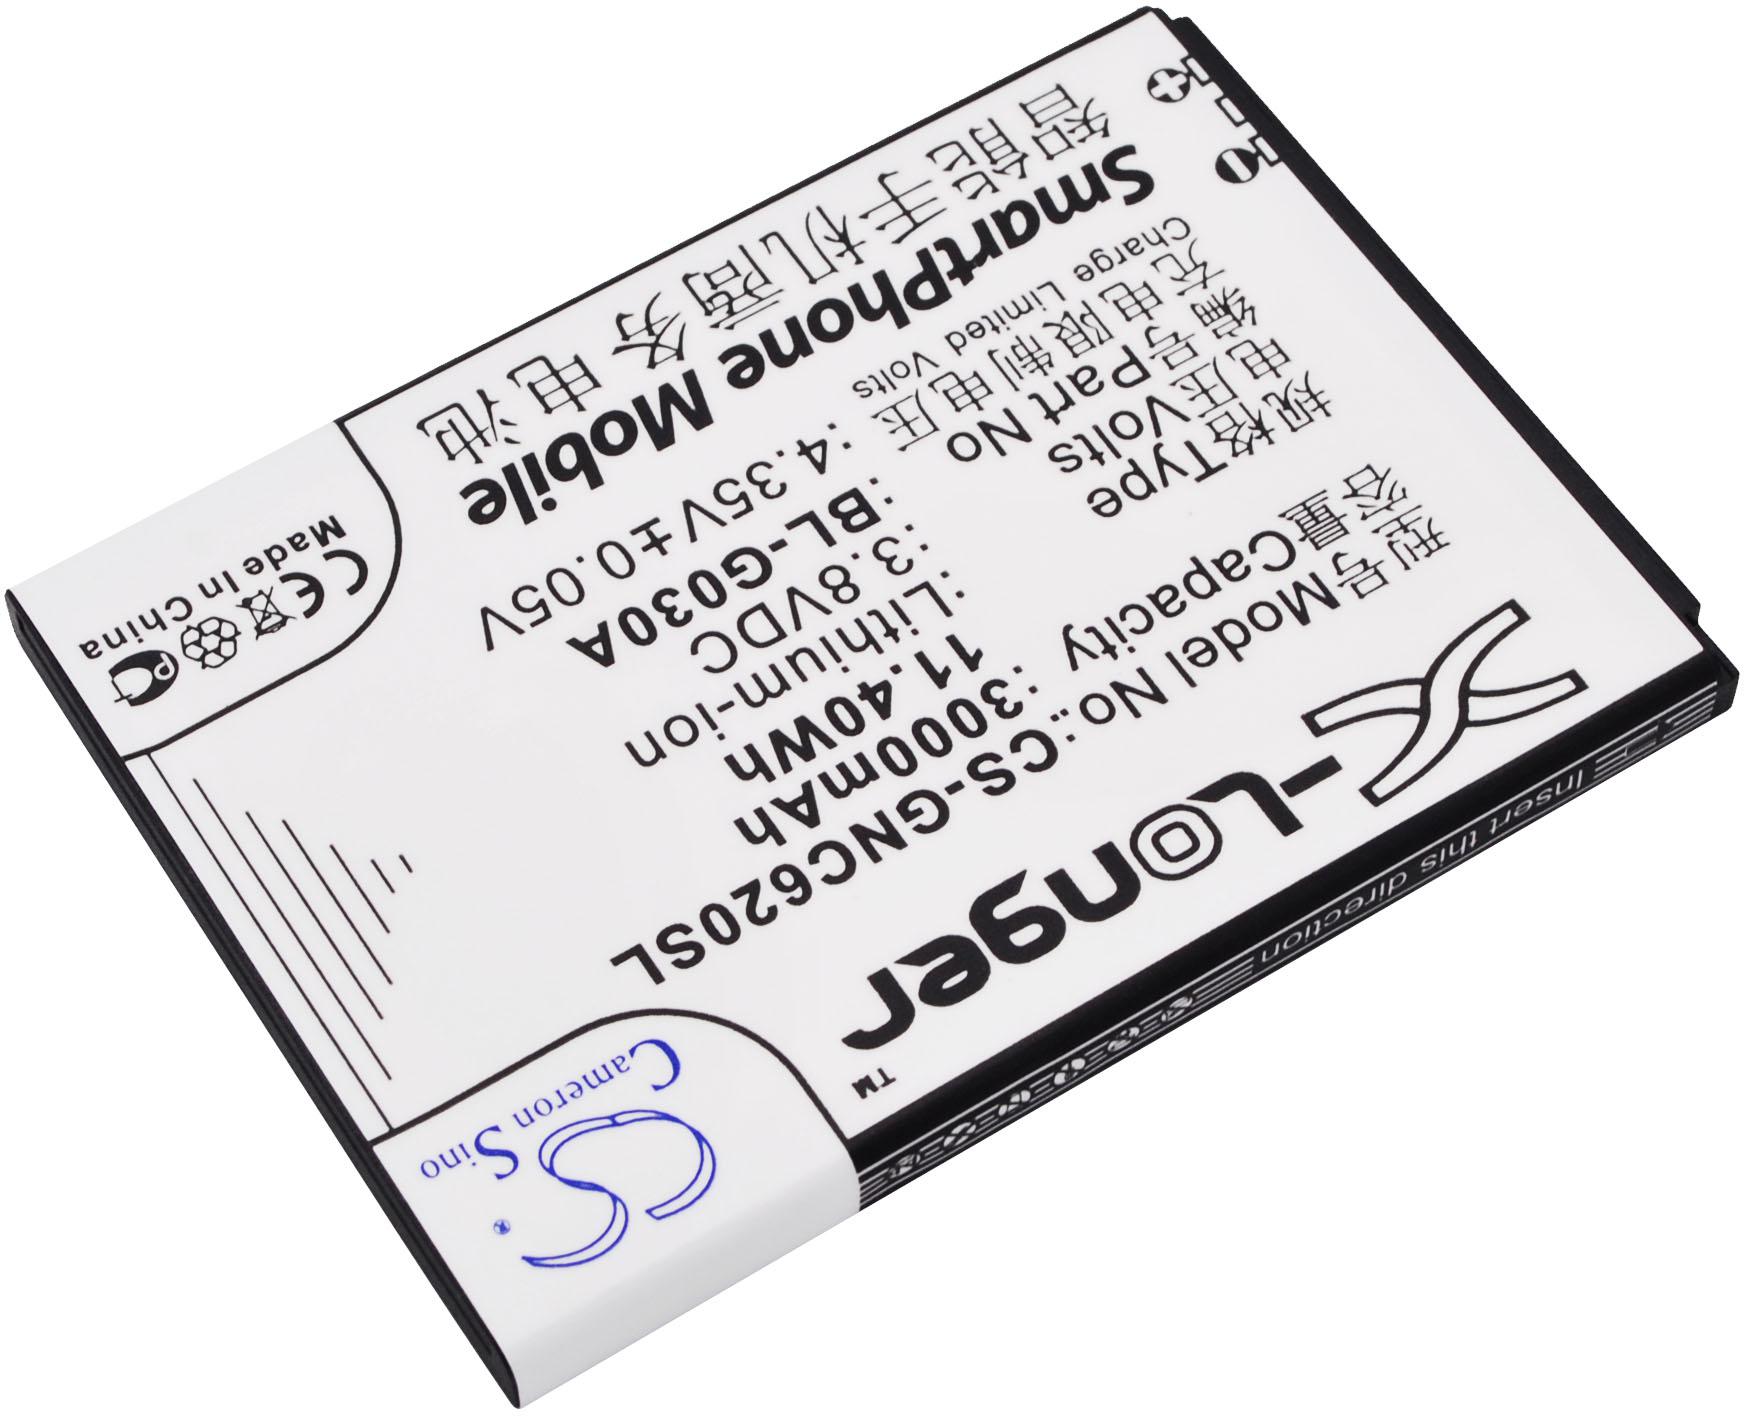 X-Longer
TM
型号Model No.:CS-GNC620SL
容量Capacity :3000mAh
11.40Wh
规格Type :Lithium-ion
电压Volts :3.8VDC
编号Part No :BL-G030A
充电限制电压 :4.35V±0.05V
Charge Limited Volts
SmartPhone Mobile
智能手机商务电池
Cameron Sino
CS
CE
PC
Made In China
Insert this direction